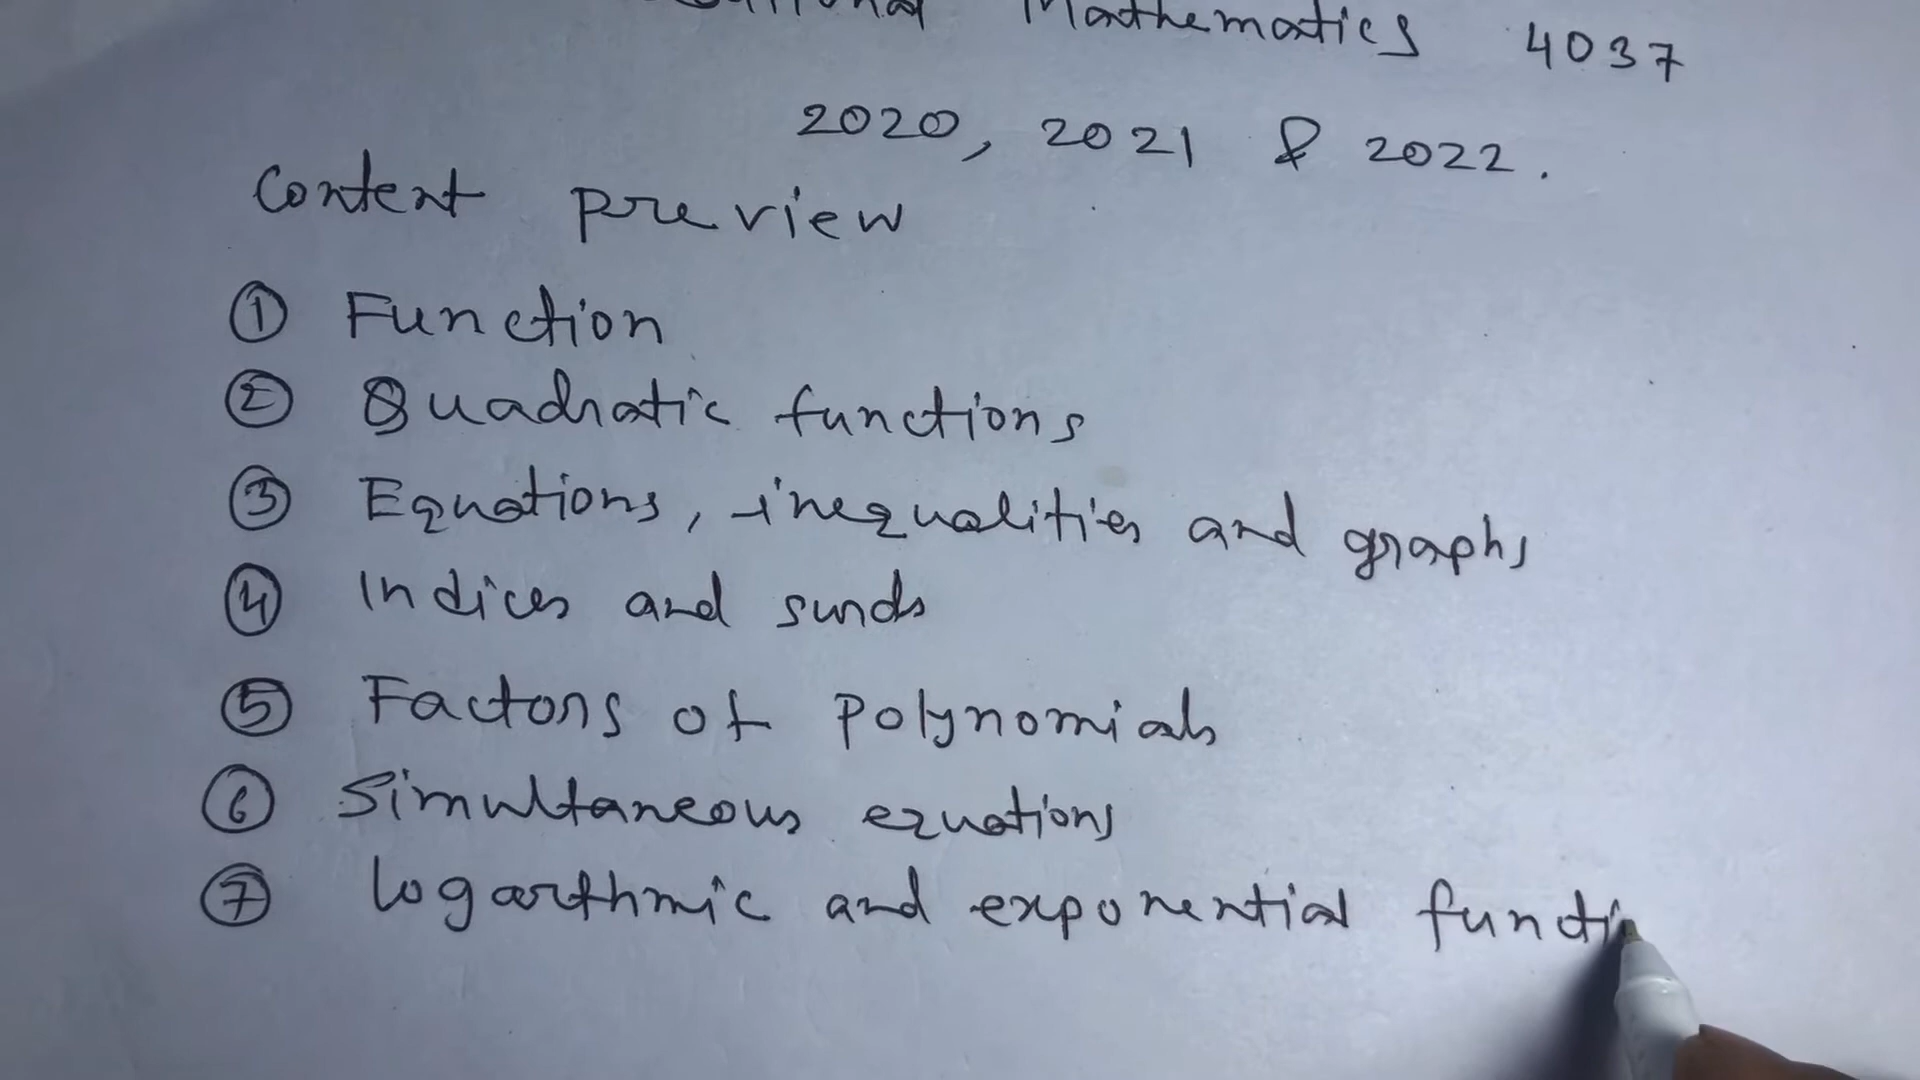 Mathematics 4037
2020, 2021 & 2022.
Content preview
① Function
② Quadratic functions
③ Equations, inequalities and graphs
④ Indices and surds
⑤ Factors of polynomials
⑥ Simultaneous equations
⑦ logarithmic and exponential functi